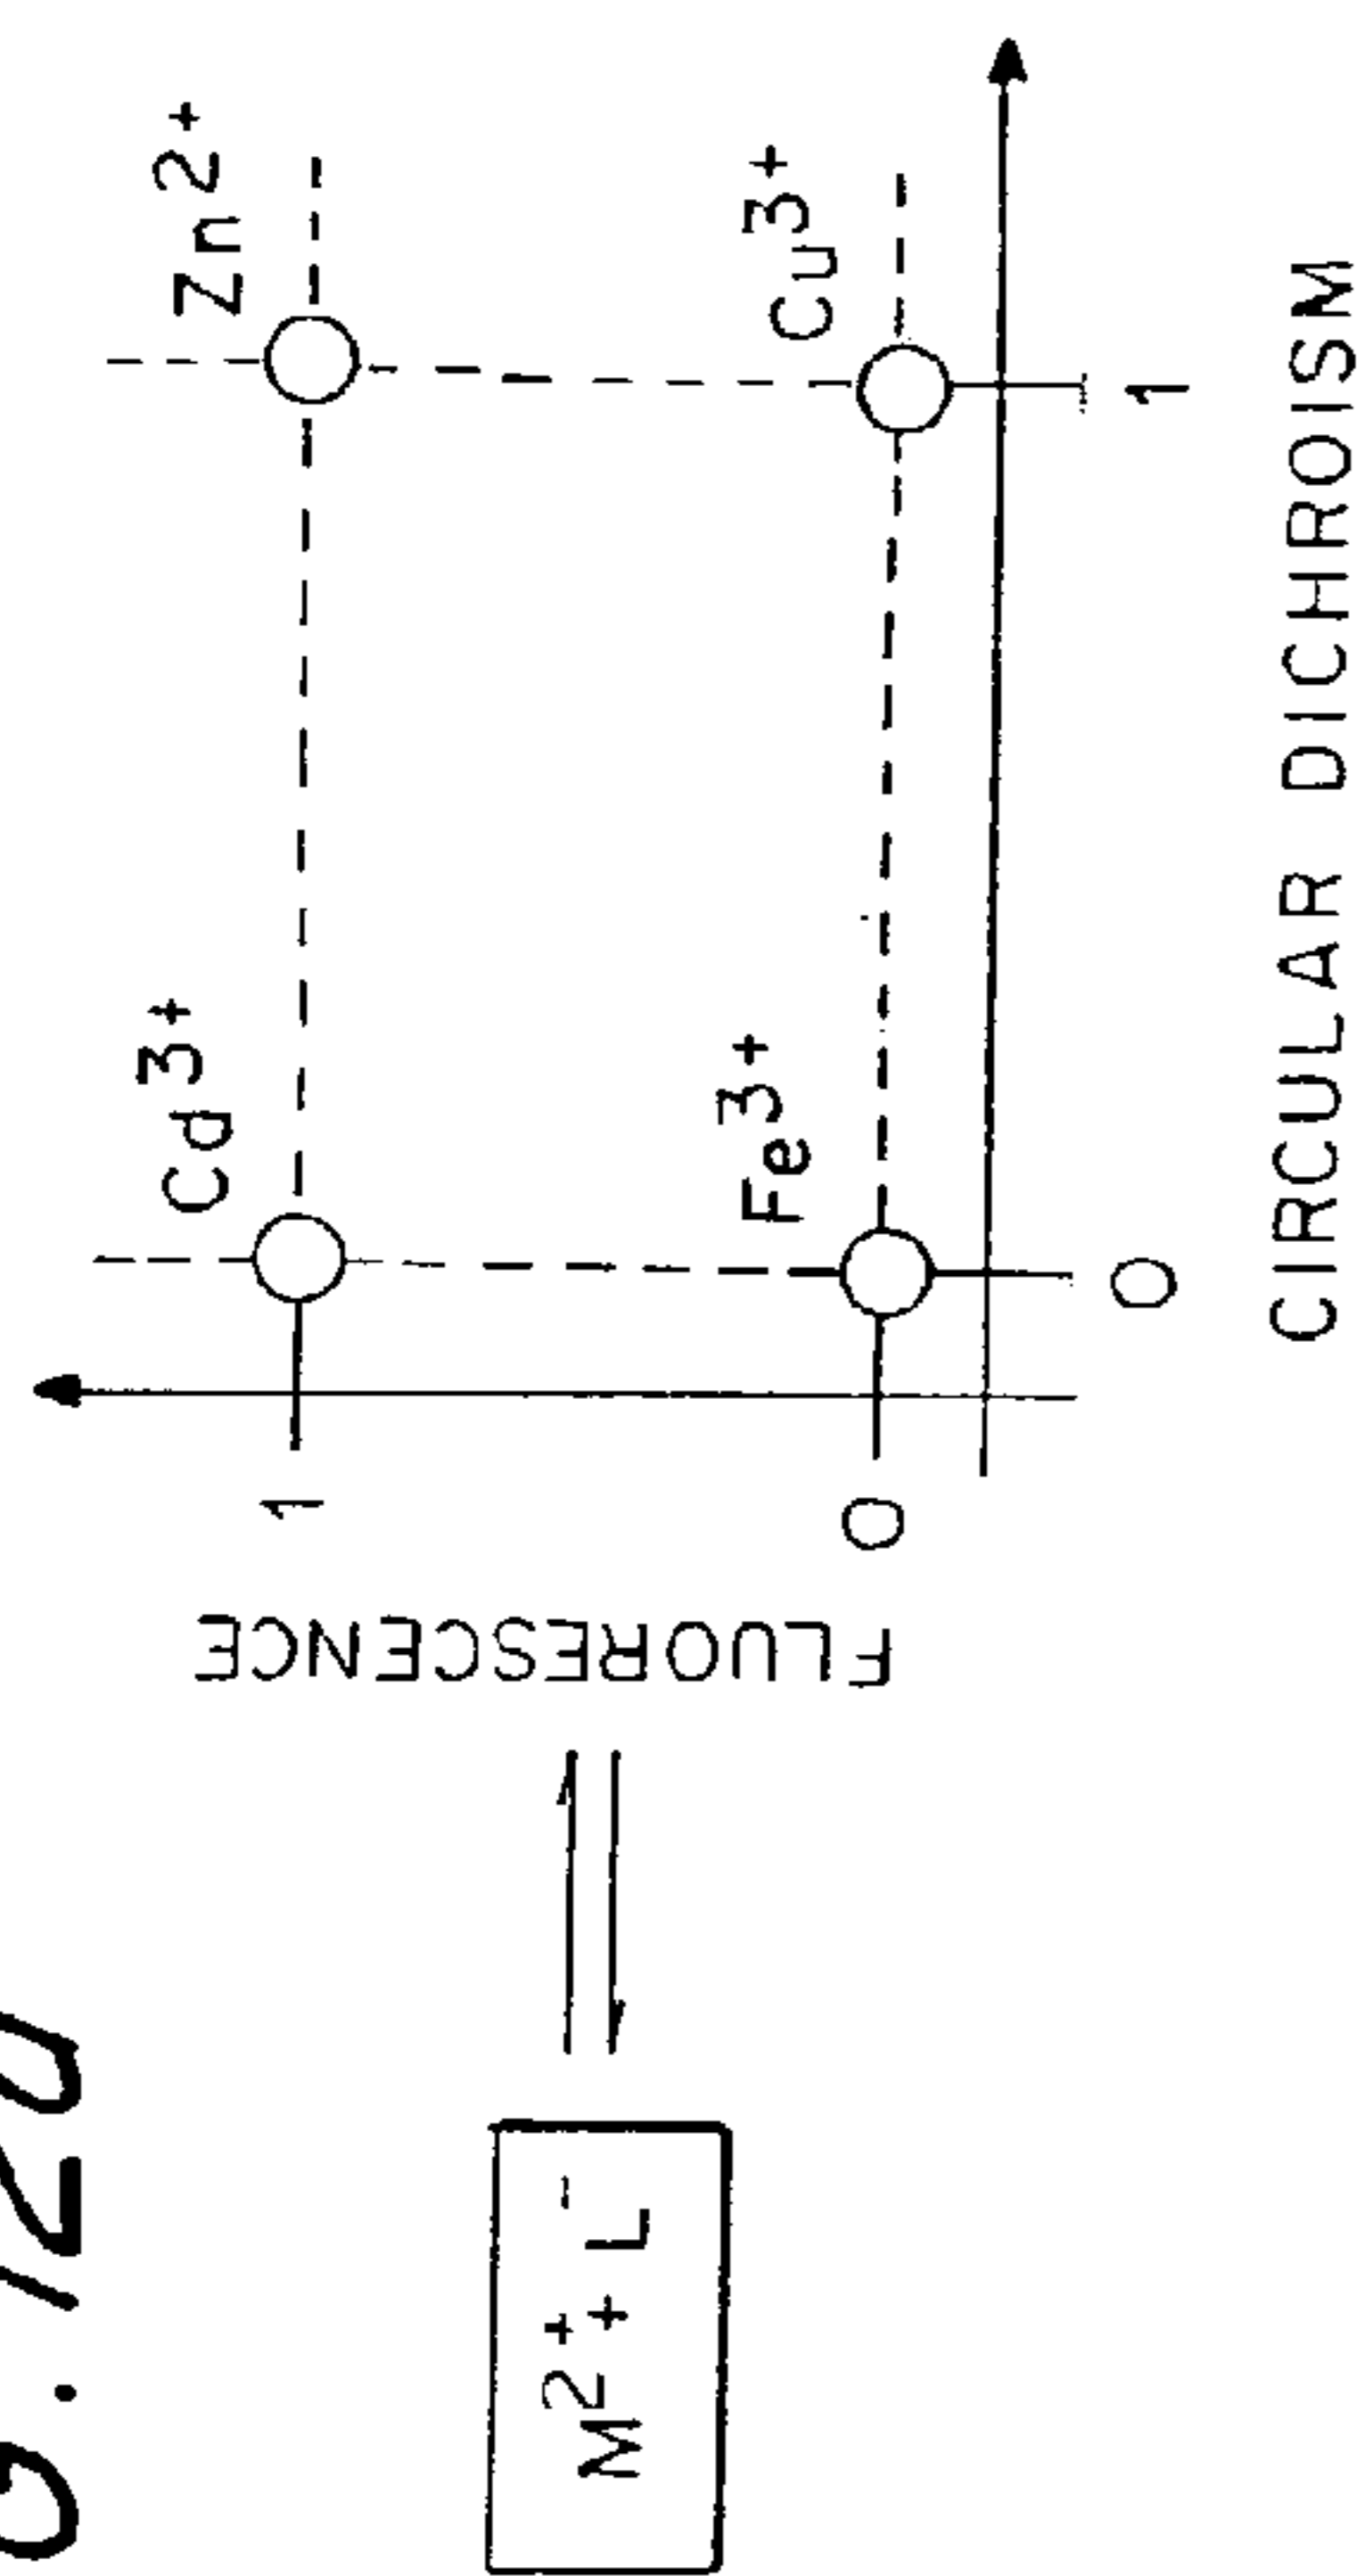 Cd³⁺
Zn²⁺
1
FLUORESCENCE
M²⁺+L⁻
Fe³⁺
Cu³⁺
0
0 1
CIRCULAR DICHROISM